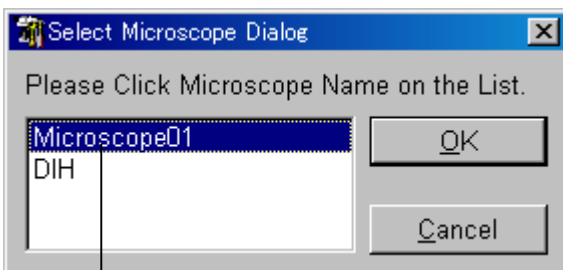 Select Microscope Dialog
Please Click Microscope Name on the List.
Microscope01
DIH
OK
Cancel